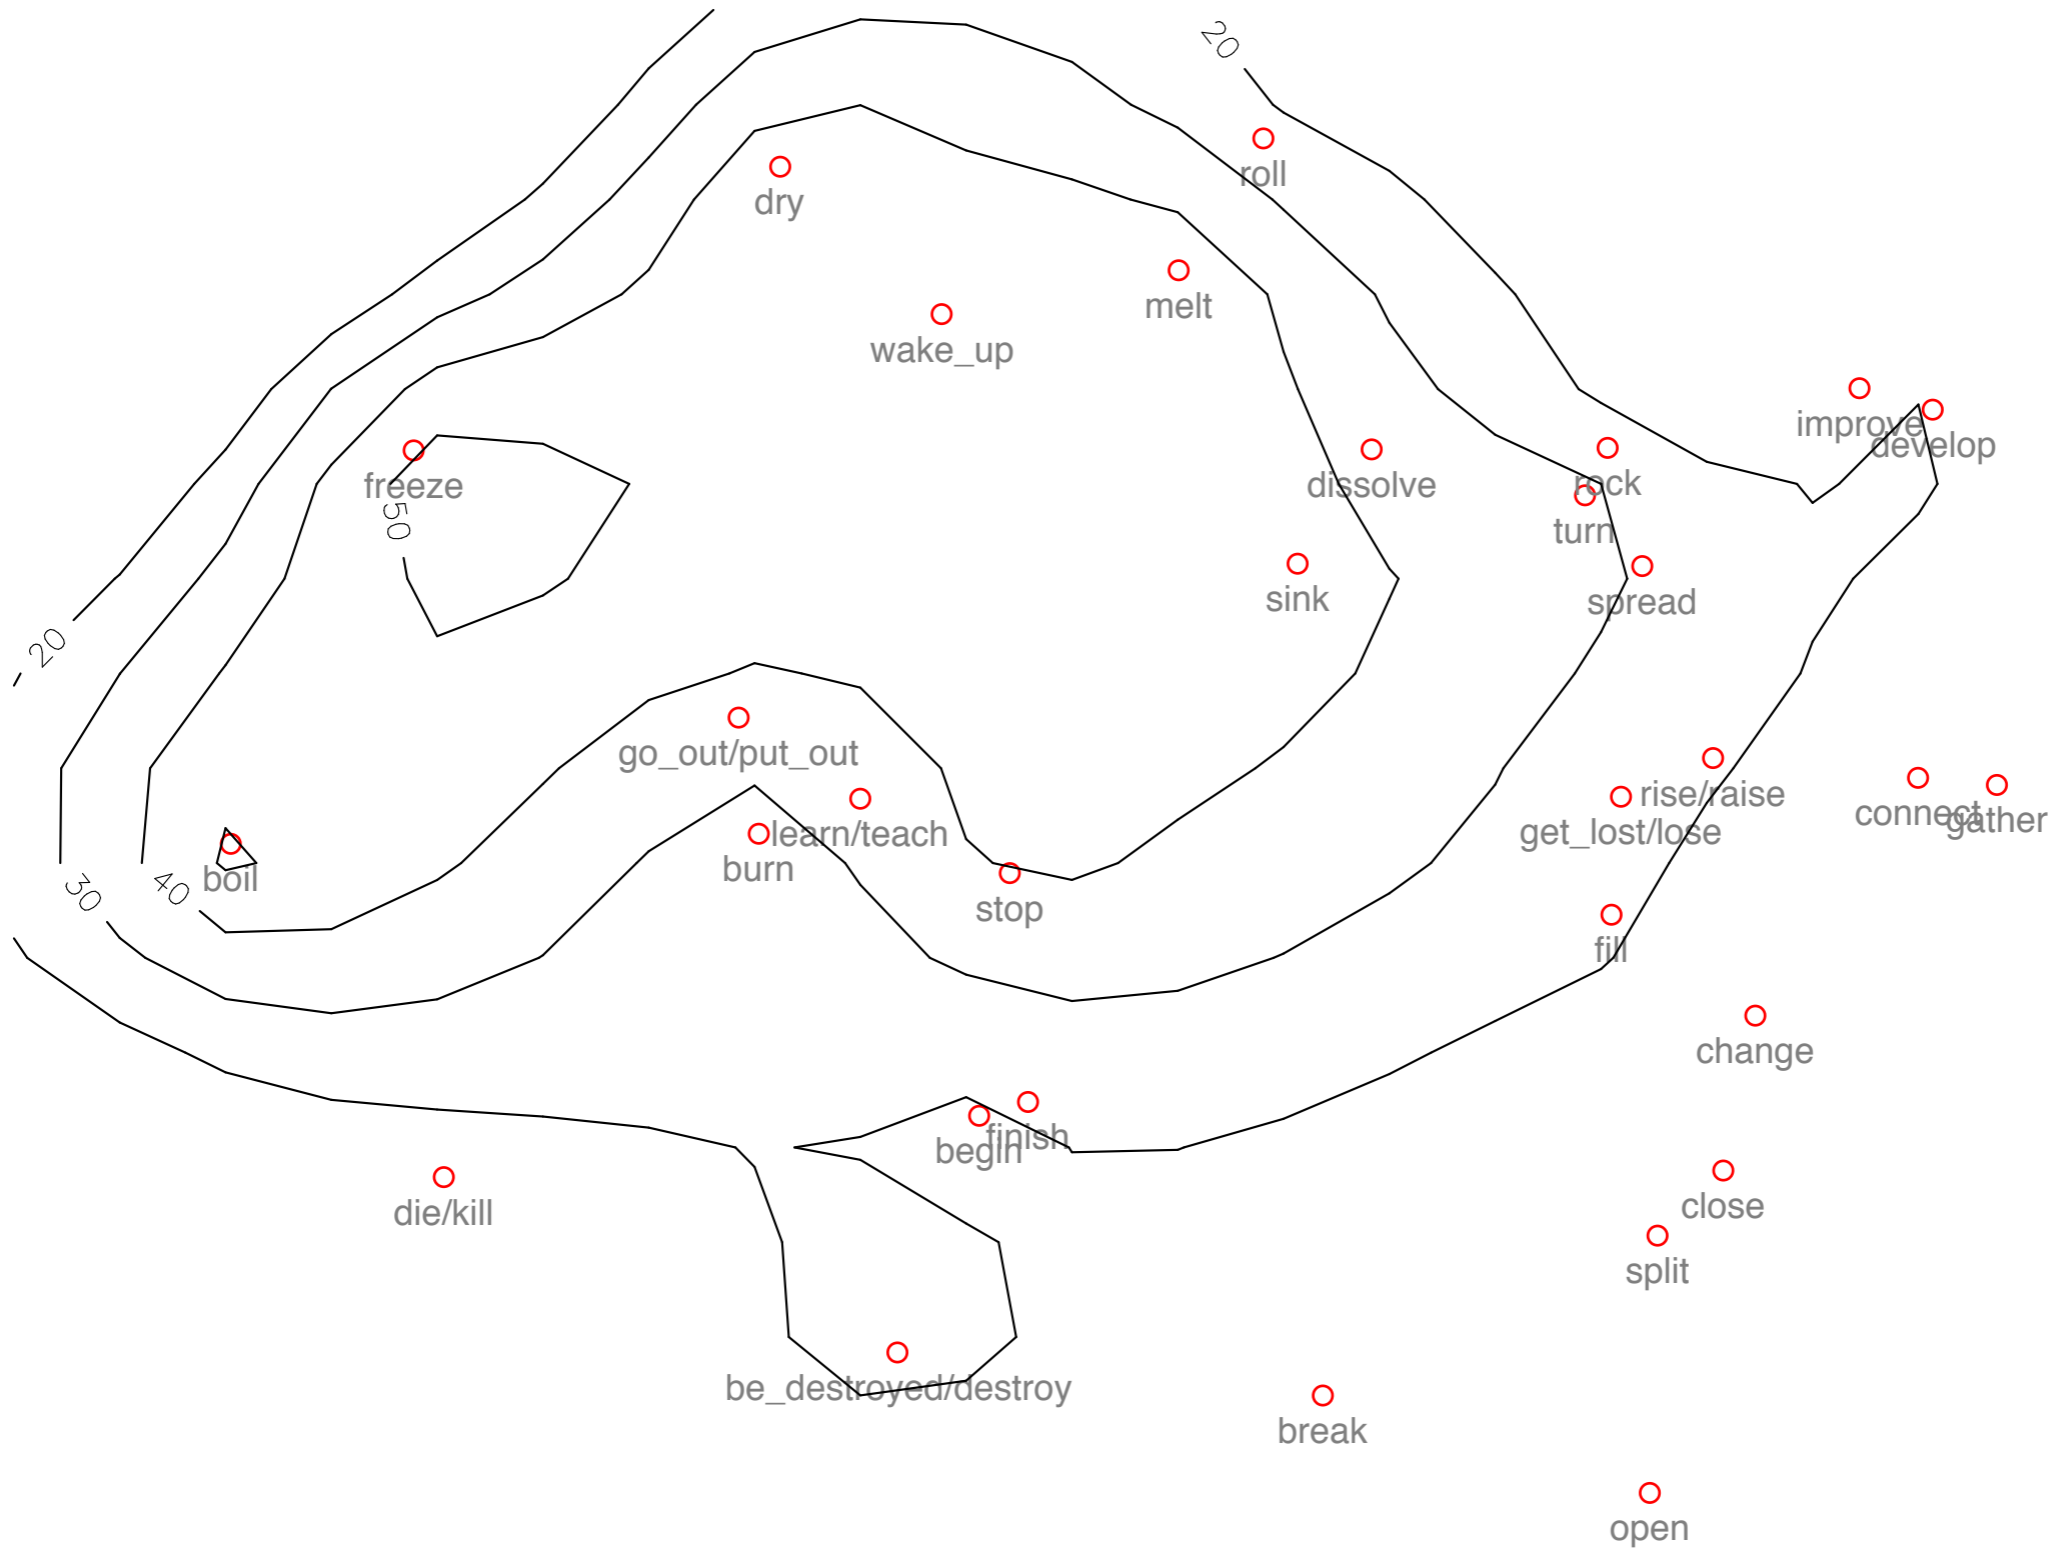 20
roll
dry
melt
wake_up
improve
develop
dissolve
rock
freeze
turn
50
sink
spread
- 20
go_out/put_out
rise/raise
connect
gather
learn/teach
get_lost/lose
burn
boil
30
40
stop
fill
change
finish
begin
close
die/kill
split
be_destroyed/destroy
break
open